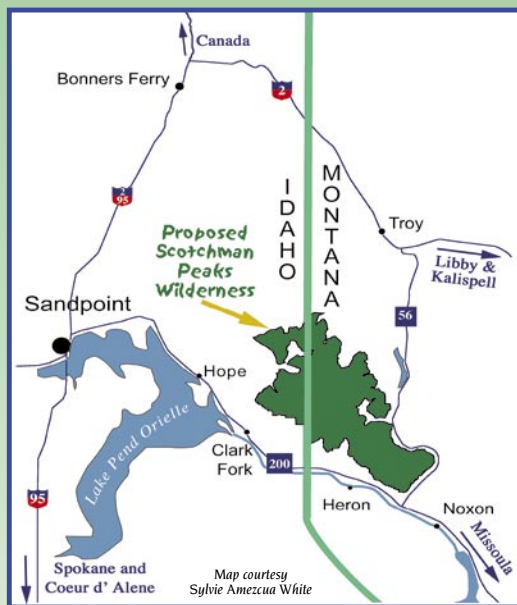 Canada
Bonners Ferry
2
2
95
IDAHO
MONTANA
Troy
Proposed
Scotchman
Peaks
Wilderness
Libby &
Kalispell
Sandpoint
56
Hope
Lake Pend Orielle
Clark
Fork
200
Heron
Noxon
95
Missoula
Spokane and
Coeur d' Alene
Map courtesy
Sylvie Amezcua White